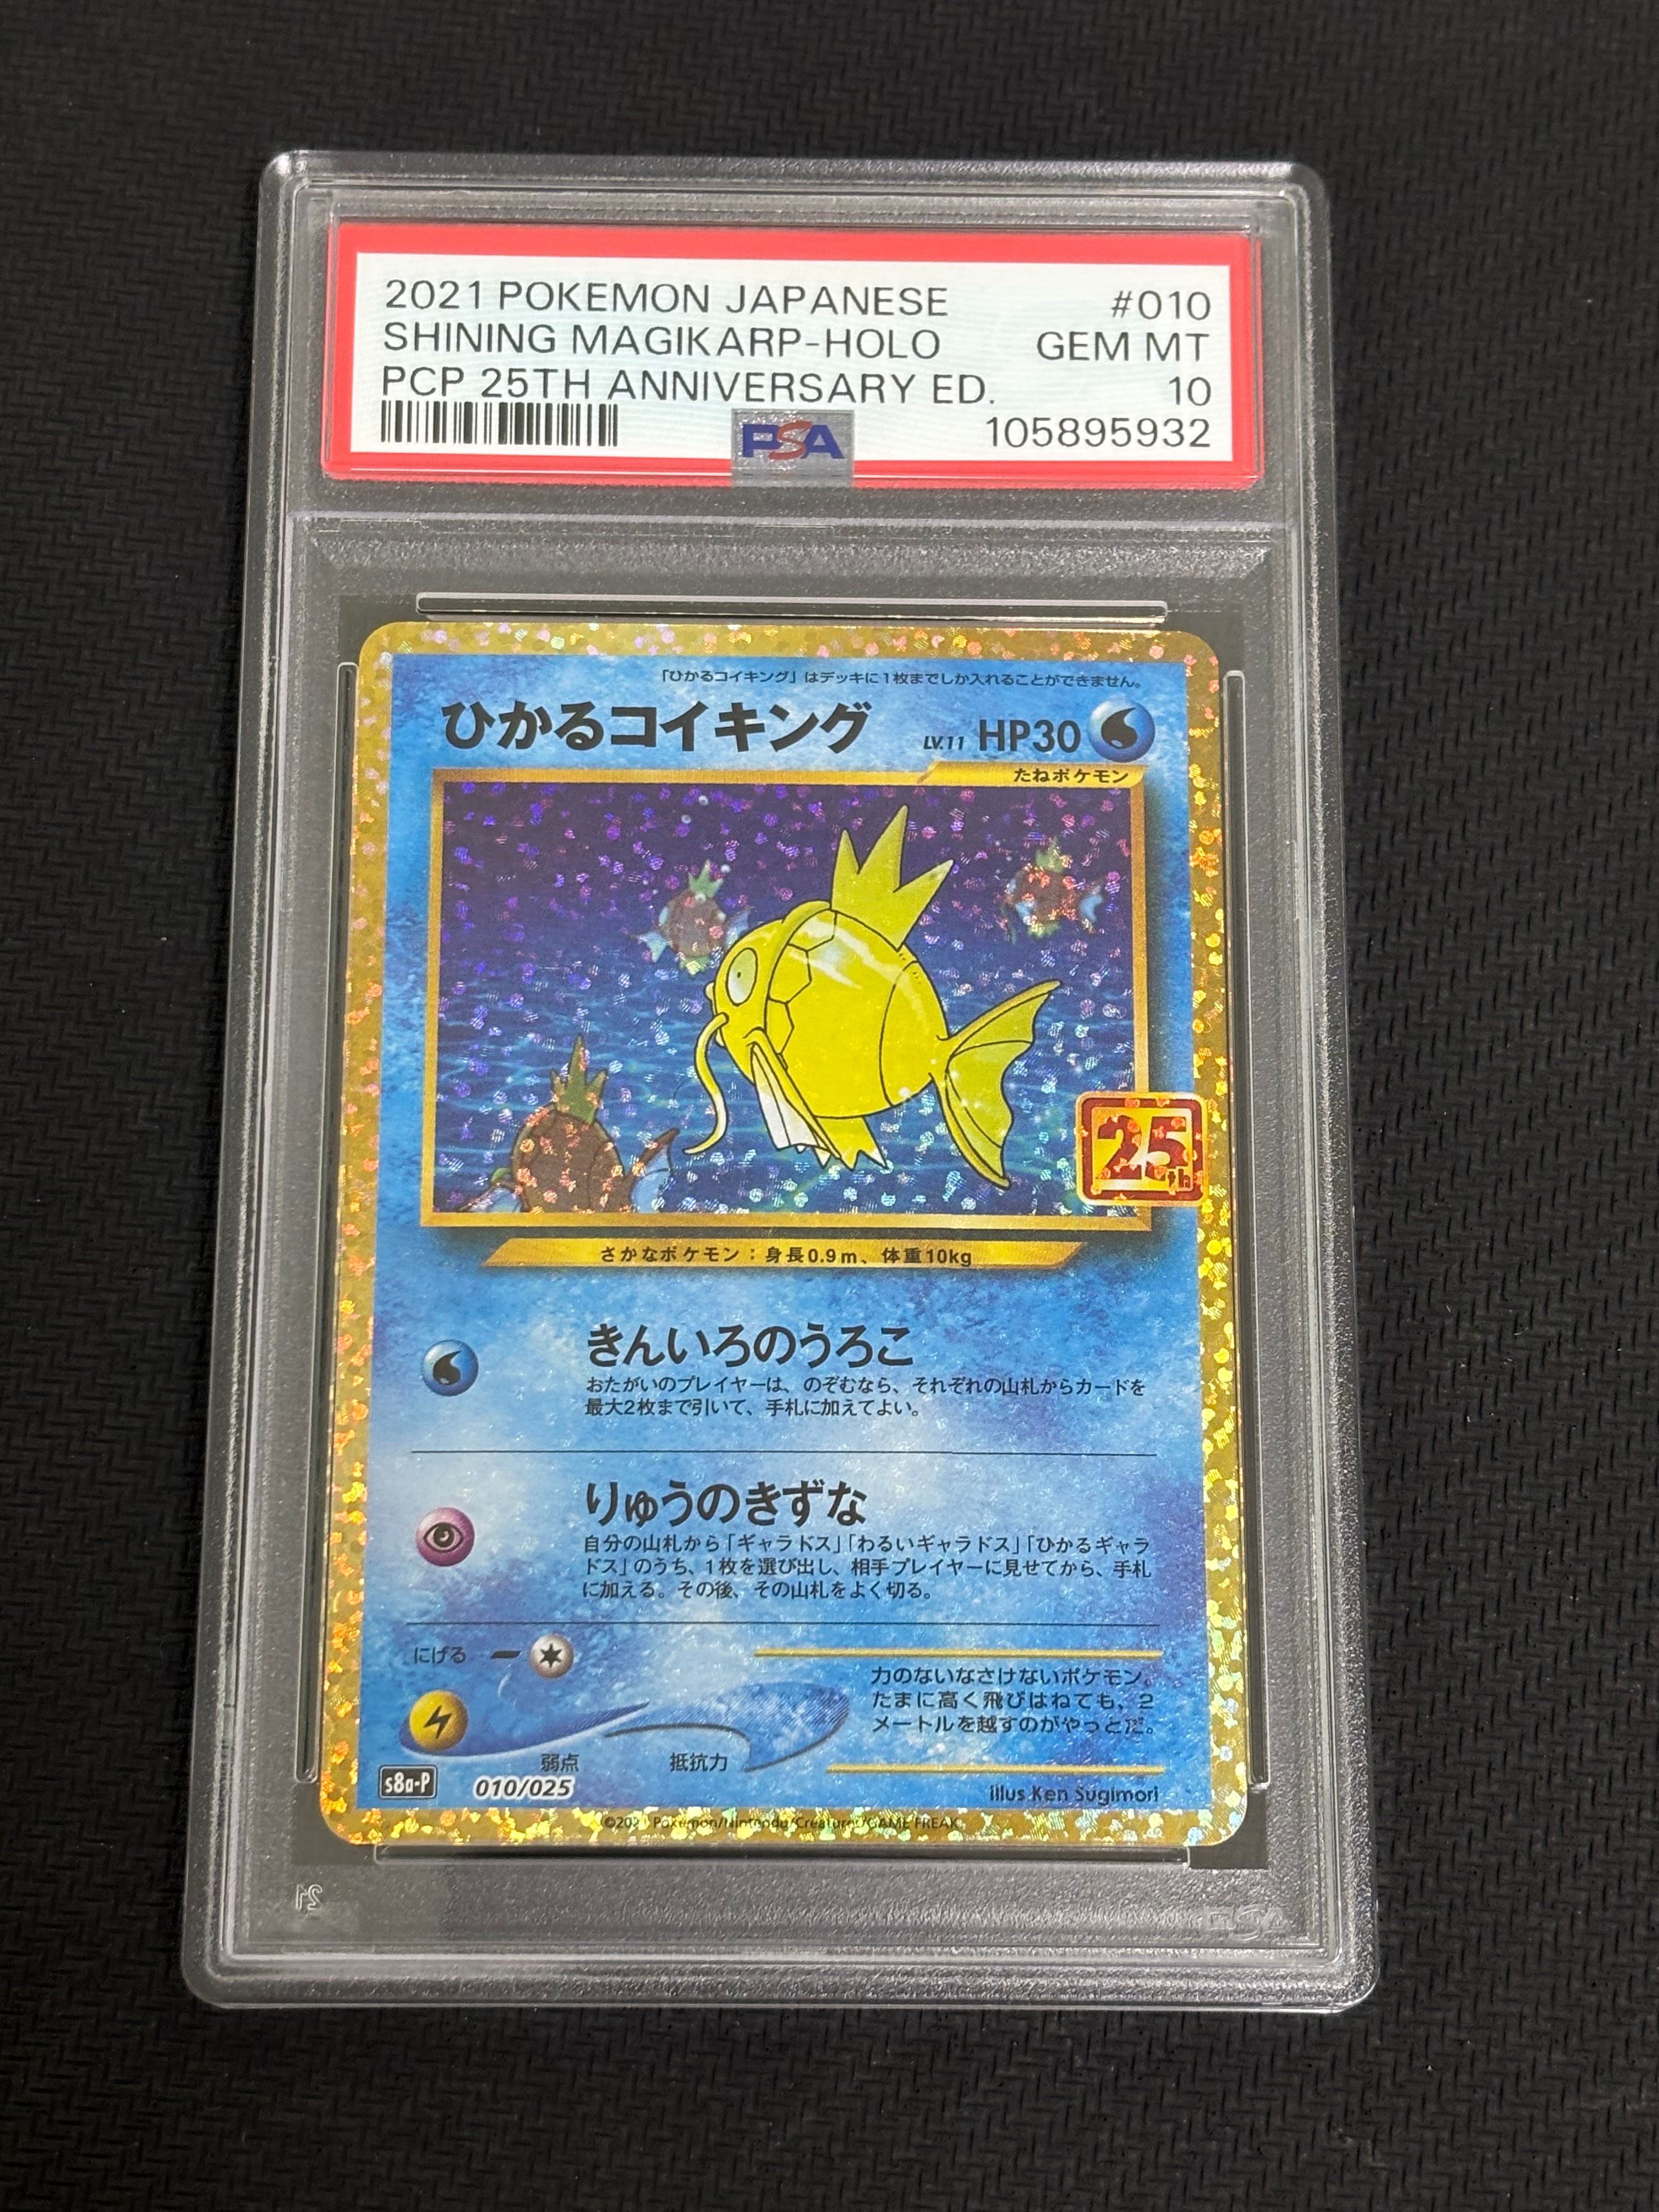 2021 POKEMON JAPANESE #010
SHINING MAGIKARP-HOLO GEM MT
PCP 25TH ANNIVERSARY ED. 10
PSA 105895932
「ひかるコイキング」はデッキに1枚までしか入れることができません。
ひかるコイキング LV.11 HP30
たねポケモン
25th
さかなポケモン：身長0.9m、体重10kg
きんいろのうろこ
おたがいのプレイヤーは、のぞむなら、それぞれの山札からカードを
最大2枚まで引いて、手札に加えてよい。
りゅうのきずな
自分の山札から「ギャラドス」「わるいギャラドス」「ひかるギャラ
ドス」のうち、1枚を選び出し、相手プレイヤーに見せてから、手札
に加える。その後、その山札をよく切る。
にげる
力のないなさけないポケモン。
たまに高く飛びはねても、2
メートルを越すのがやっとだ。
弱点 抵抗力
s8a-P 010/025 illus Ken Sugimori
©2021 Pokémon/Nintendo/Creatures/GAME FREAK